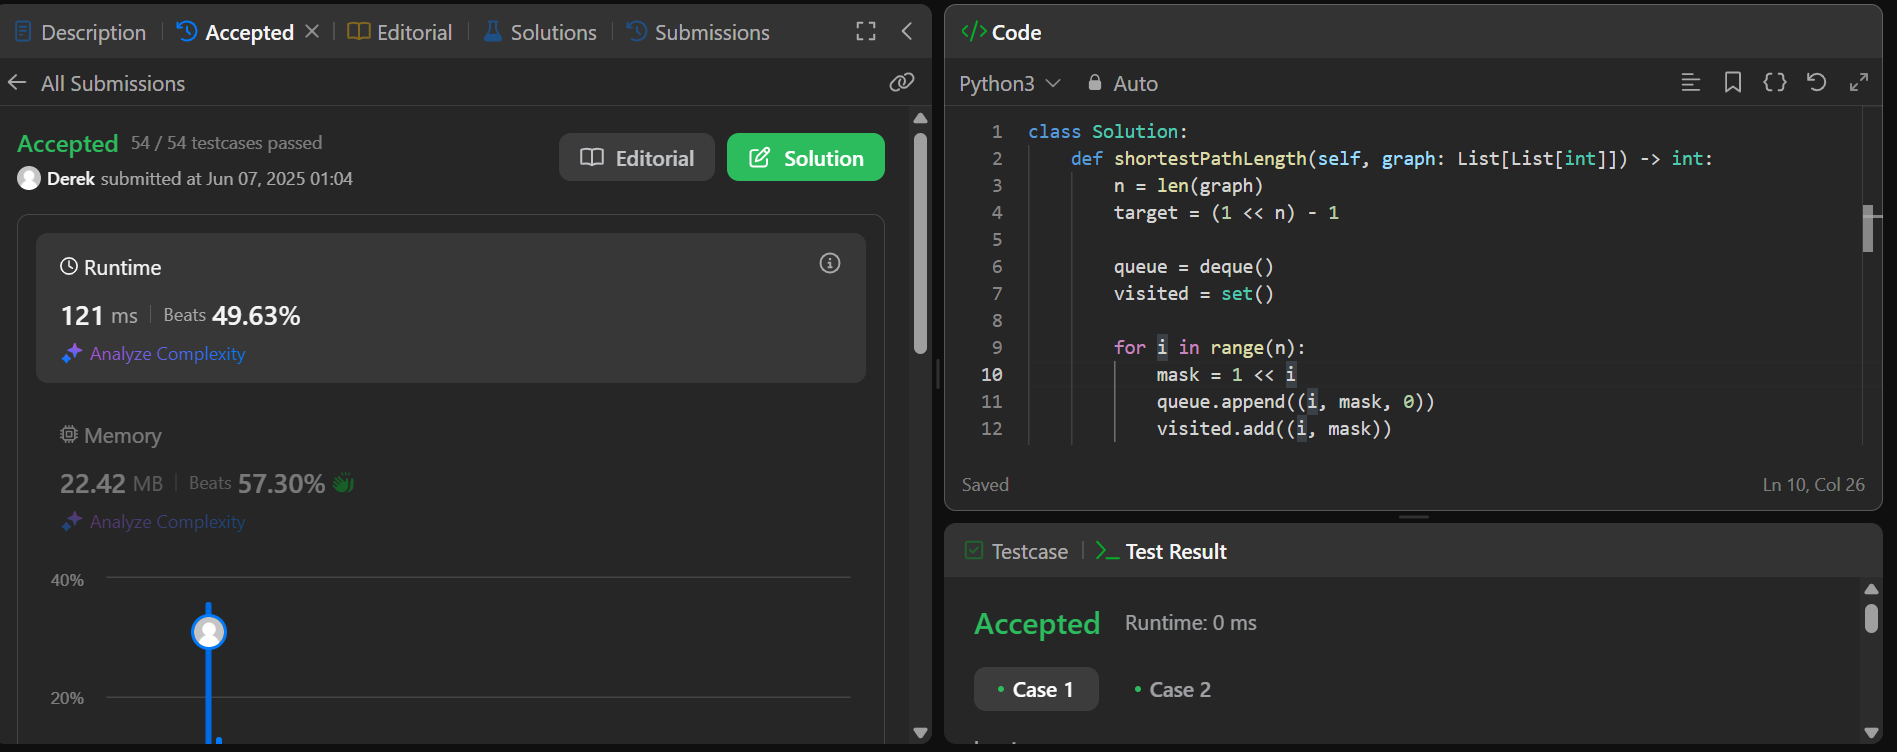 Description Accepted Editorial Solutions Submissions
All Submissions
Accepted 54 / 54 testcases passed
Derek submitted at Jun 07, 2025 01:04
Editorial Solution
Runtime
121 ms Beats 49.63%
Analyze Complexity
Memory
22.42 MB Beats 57.30%
Analyze Complexity
40%
20%
</> Code
Python3 Auto
1 class Solution:
2 def shortestPathLength(self, graph: List[List[int]]) -> int:
3 n = len(graph)
4 target = (1 << n) - 1
5
6 queue = deque()
7 visited = set()
8
9 for i in range(n):
10 mask = 1 << i
11 queue.append((i, mask, 0))
12 visited.add((i, mask))
Saved Ln 10, Col 26
Testcase >_ Test Result
Accepted Runtime: 0 ms
Case 1 Case 2